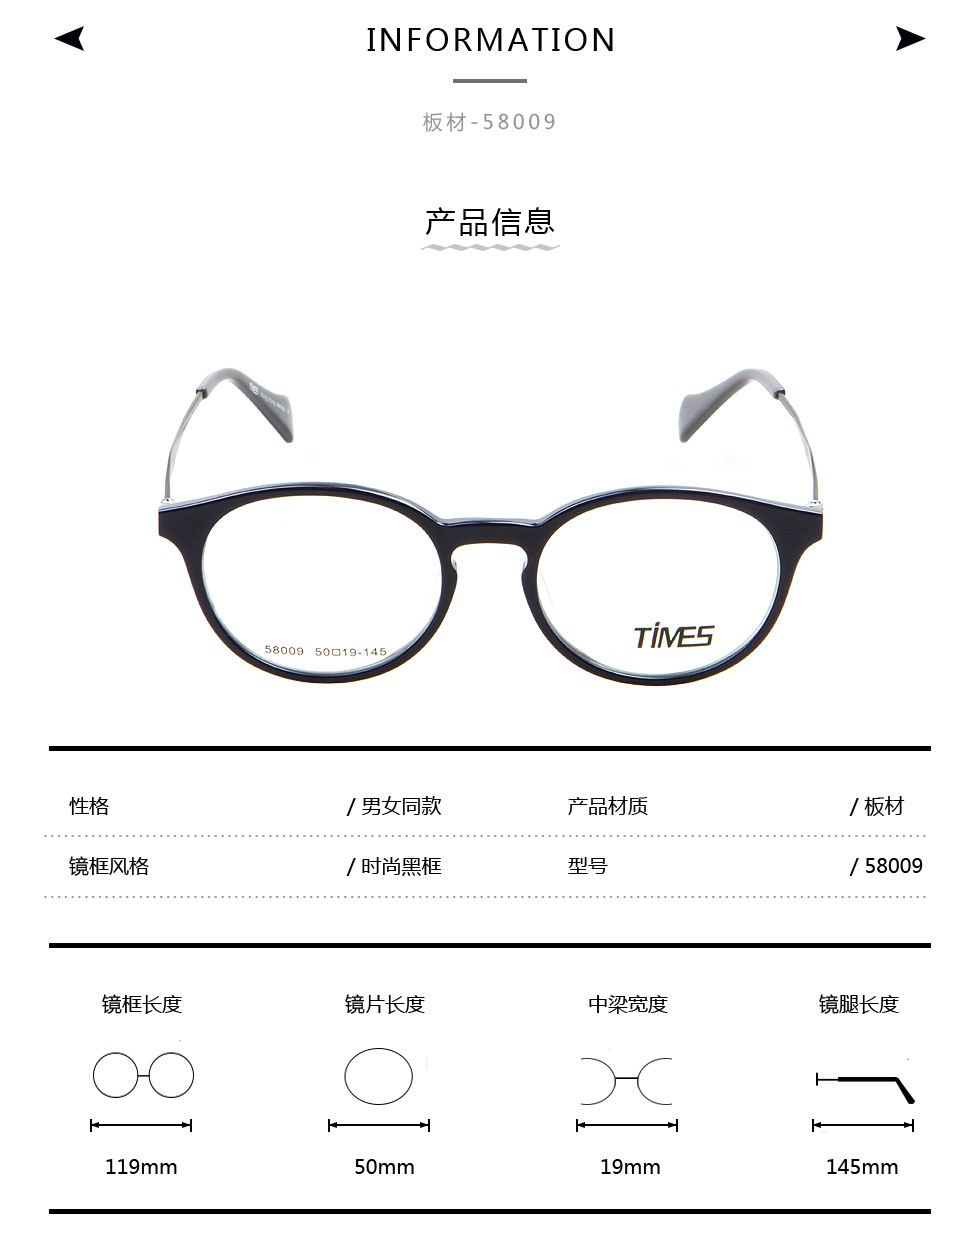 INFORMATION
板材-58009
产品信息
TIMES
58009 50□19-145
TIMES
性格 / 男女同款 产品材质 / 板材
镜框风格 / 时尚黑框 型号 / 58009
镜框长度 镜片长度 中梁宽度 镜腿长度
119mm 50mm 19mm 145mm